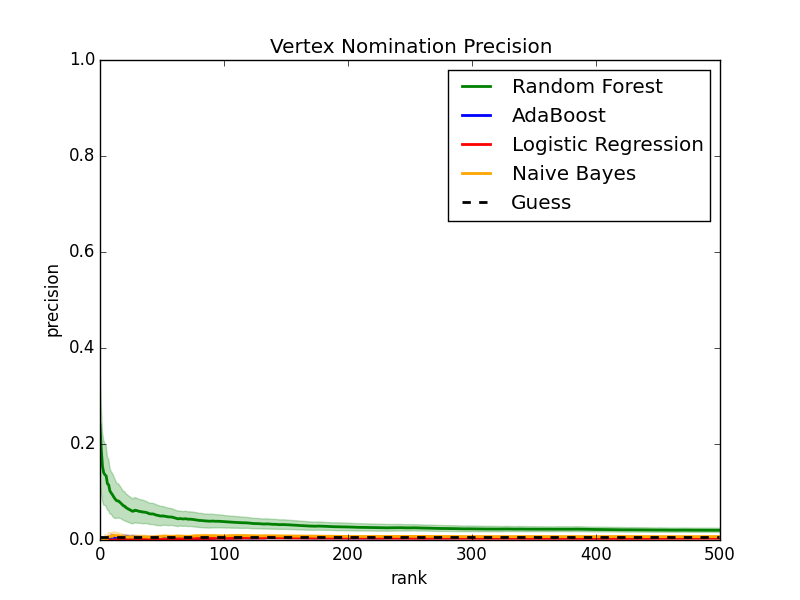 Vertex Nomination Precision
1.0
0.8
0.6
0.4
0.2
0.0
precision
Random Forest
AdaBoost
Logistic Regression
Naive Bayes
Guess
0 100 200 300 400 500
rank